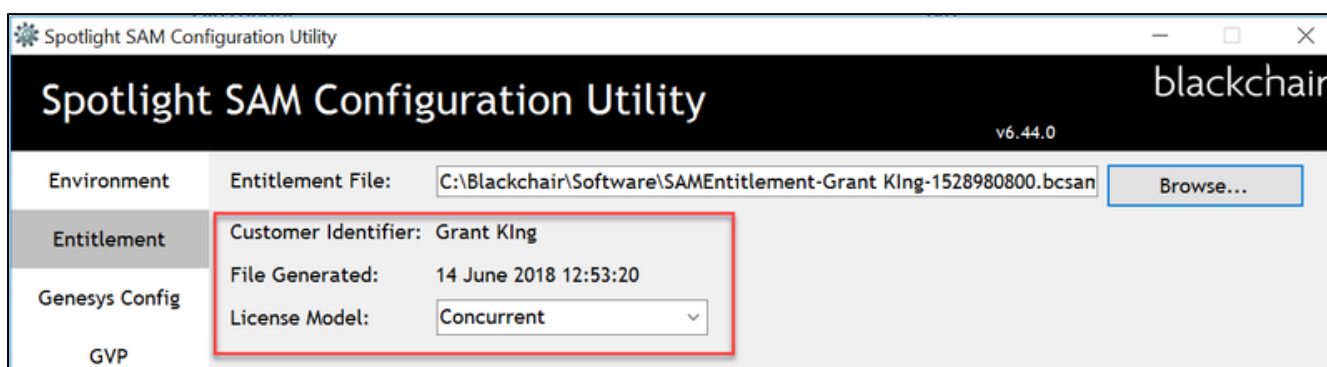 Spotlight SAM Configuration Utility
Spotlight SAM Configuration Utility
blackchair
v6.44.0
Environment
Entitlement File:
C:\Blackchair\Software\SAMEntitlement-Grant KIng-1528980800.bcsan
Browse...
Entitlement
Customer Identifier: Grant KIng
File Generated: 14 June 2018 12:53:20
Genesys Config
License Model: Concurrent
GVP